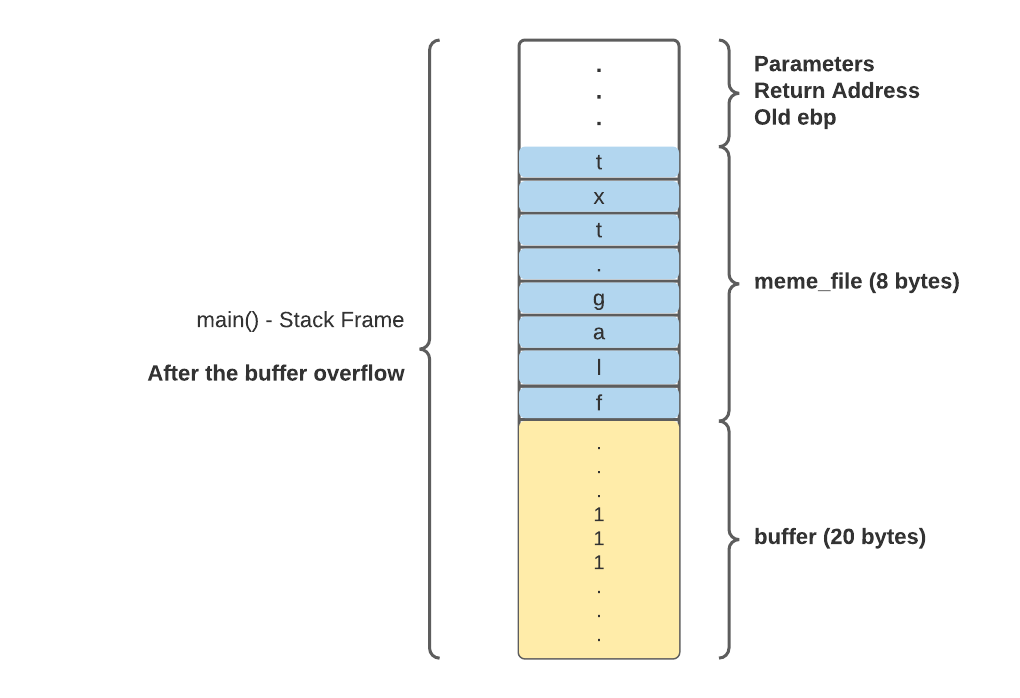 .
.
.
t
x
t
.
g
a
l
f
.
.
.
1
1
1
.
.
.
main() - Stack Frame
After the buffer overflow
Parameters
Return Address
Old ebp
meme_file (8 bytes)
buffer (20 bytes)